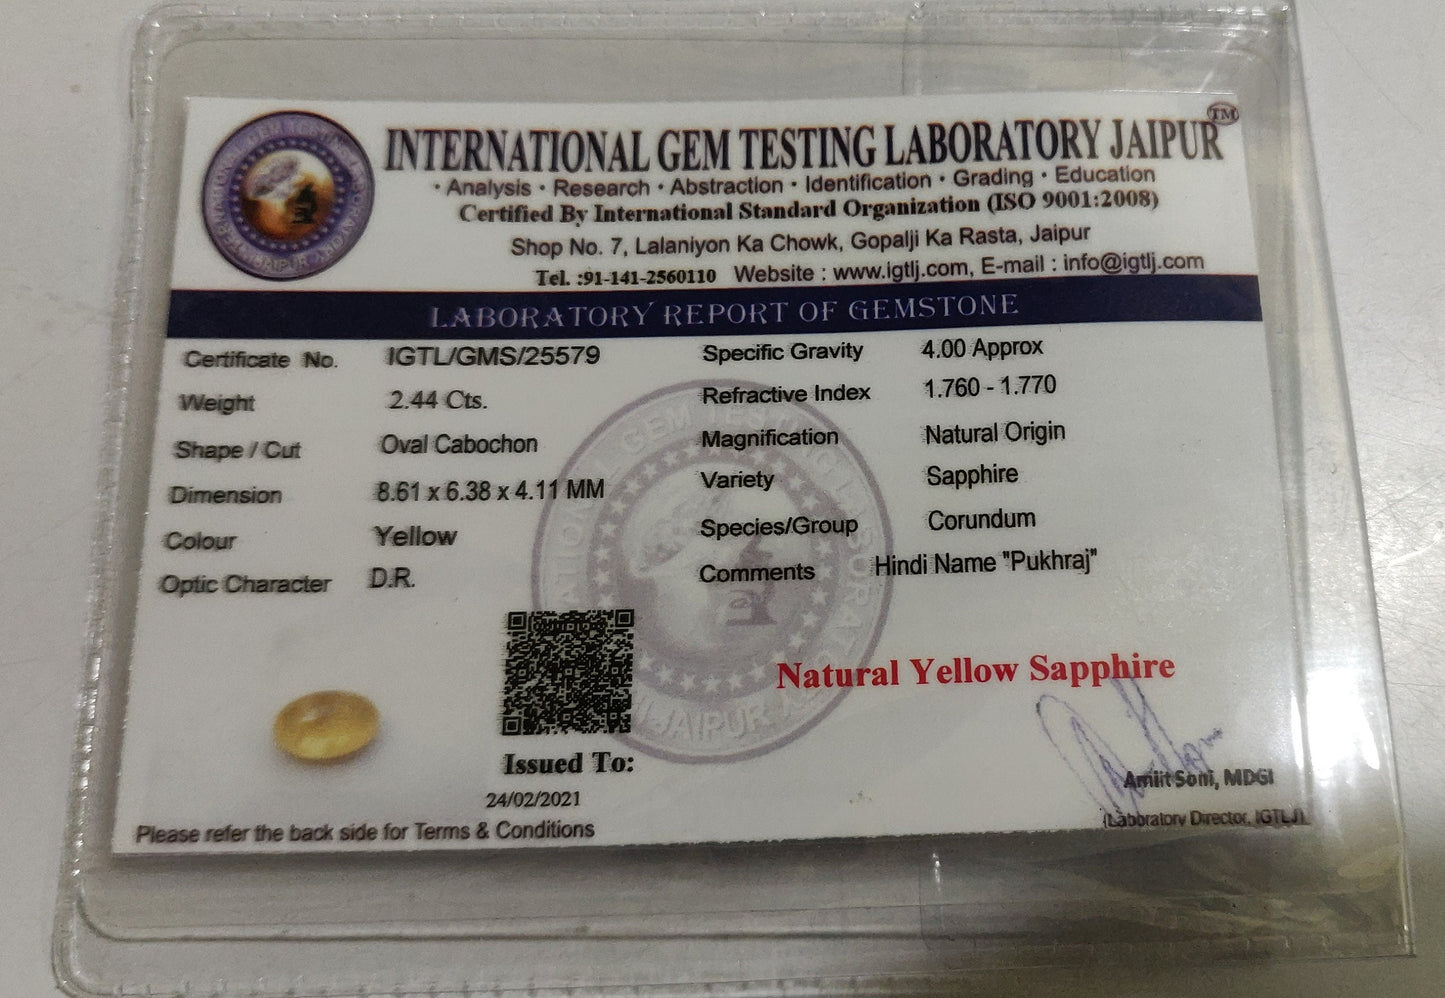 INTERNATIONAL GEM TESTING LABORATORY JAIPUR TM
• Analysis • Research • Abstraction • Identification • Grading • Education
Certified By International Standard Organization (ISO 9001:2008)
Shop No. 7, Lalaniyon Ka Chowk, Gopalji Ka Rasta, Jaipur
Tel. :91-141-2560110 Website : www.igtlj.com, E-mail : info@igtlj.com
LABORATORY REPORT OF GEMSTONE
Certificate No. IGTL/GMS/25579
Weight 2.44 Cts.
Shape / Cut Oval Cabochon
Dimension 8.61 x 6.38 x 4.11 MM
Colour Yellow
Optic Character D.R.
Specific Gravity 4.00 Approx
Refractive Index 1.760 - 1.770
Magnification Natural Origin
Variety Sapphire
Species/Group Corundum
Comments Hindi Name "Pukhraj"
Natural Yellow Sapphire
Issued To:
24/02/2021
Amiit Soni, MDGI
(Labbratory Director, IGTLJ)
Please refer the back side for Terms & Conditions